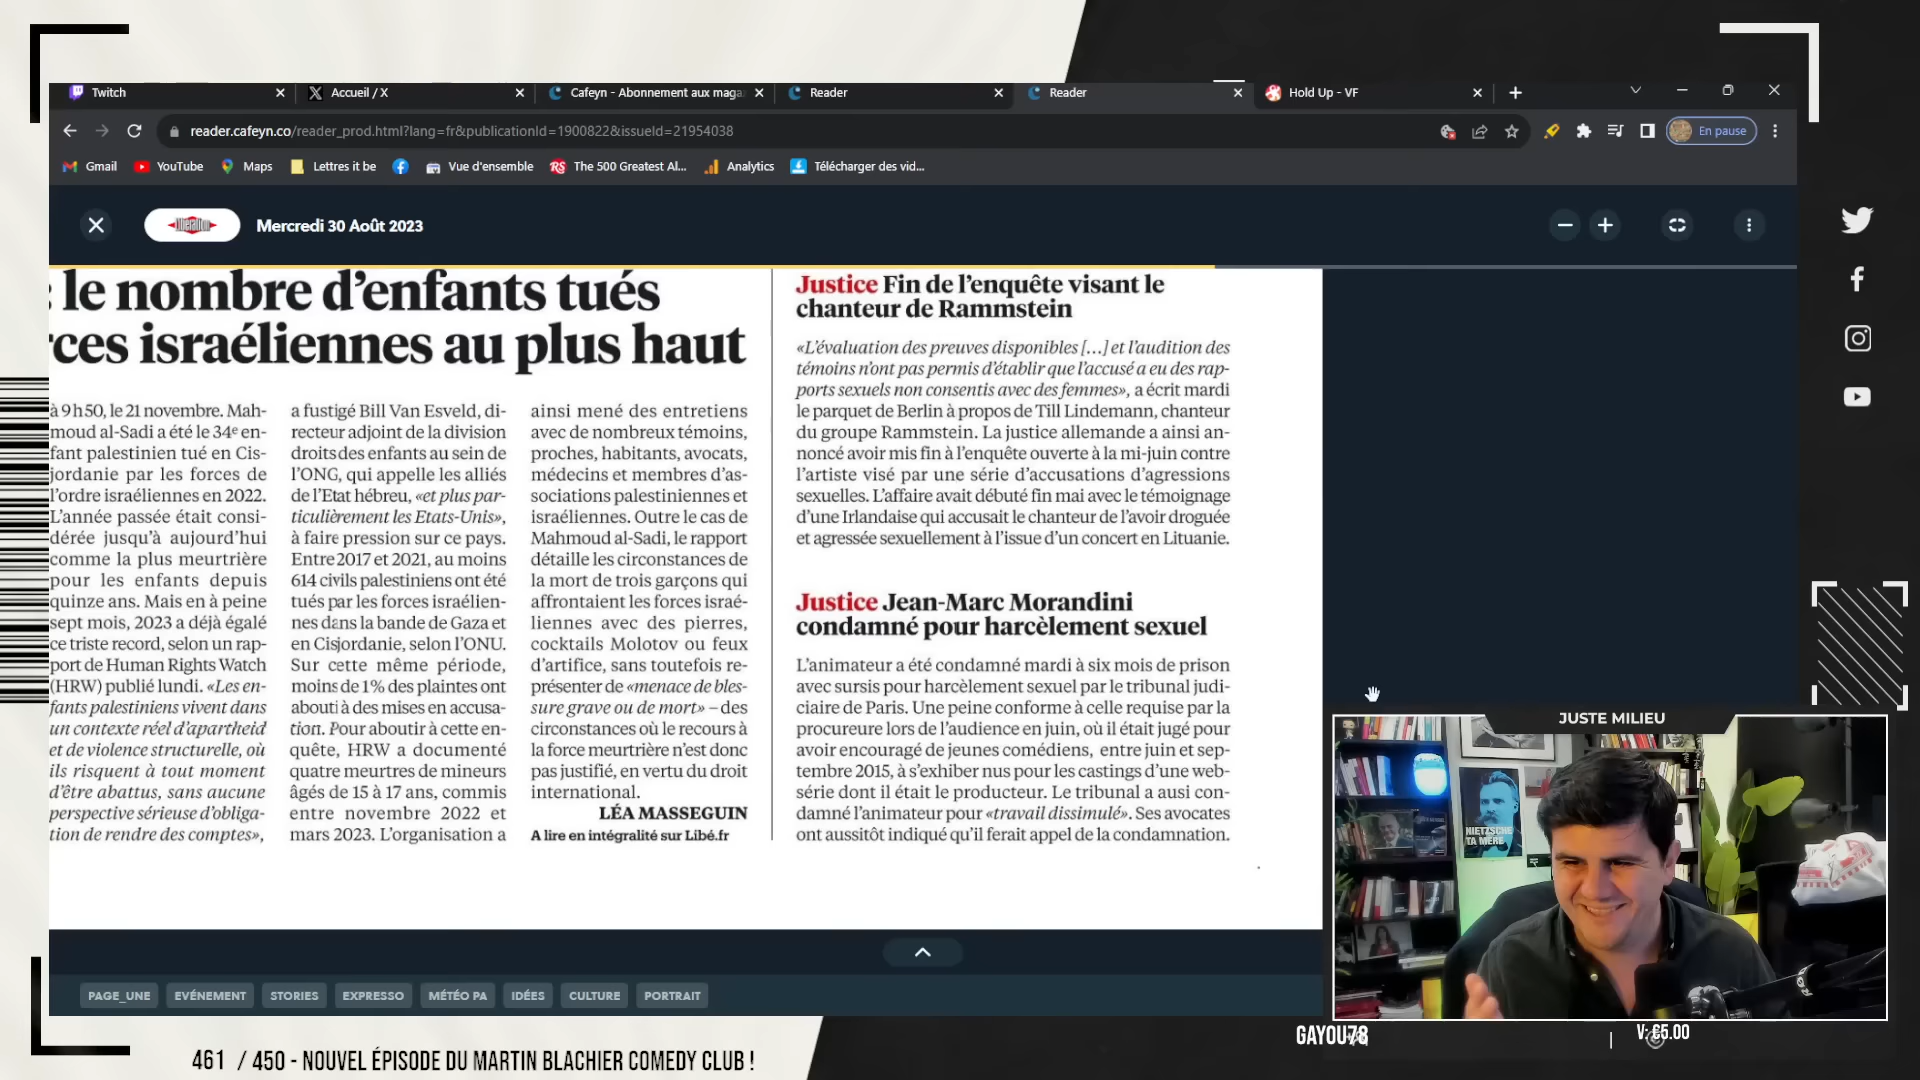 Twitch
Accueil / X
Cafeyn - Abonnement aux maga
Reader
Reader
Hold Up - VF
reader.cafeyn.co/reader_prod.html?lang=fr&publicationId=1900822&issueId=21954038
En pause
Gmail
YouTube
Maps
Lettres it be
Vue d'ensemble
RS
The 500 Greatest Al...
Analytics
Télécharger des vid...
Libération
Mercredi 30 Août 2023
: le nombre d'enfants tués
rces israéliennes au plus haut
à 9h50, le 21 novembre. Mah-
moud al-Sadi a été le 34e en-
fant palestinien tué en Cis-
jordanie par les forces de
l'ordre israéliennes en 2022.
L'année passée était consi-
dérée jusqu'à aujourd'hui
comme la plus meurtrière
pour les enfants depuis
quinze ans. Mais en à peine
sept mois, 2023 a déjà égalé
ce triste record, selon un rap-
port de Human Rights Watch
(HRW) publié lundi. «Les en-
fants palestiniens vivent dans
un contexte réel d'apartheid
et de violence structurelle, où
ils risquent à tout moment
d'être abattus, sans aucune
perspective sérieuse d'obliga-
tion de rendre des comptes»,
a fustigé Bill Van Esveld, di-
recteur adjoint de la division
droits des enfants au sein de
l'ONG, qui appelle les alliés
de l'Etat hébreu, «et plus par-
ticulièrement les Etats-Unis»,
à faire pression sur ce pays.
Entre 2017 et 2021, au moins
614 civils palestiniens ont été
tués par les forces israélien-
nes dans la bande de Gaza et
en Cisjordanie, selon l'ONU.
Sur cette même période,
moins de 1% des plaintes ont
abouti à des mises en accusa-
tion. Pour aboutir à cette en-
quête, HRW a documenté
quatre meurtres de mineurs
âgés de 15 à 17 ans, commis
entre novembre 2022 et
mars 2023. L'organisation a
ainsi mené des entretiens
avec de nombreux témoins,
proches, habitants, avocats,
médecins et membres d'as-
sociations palestiniennes et
israéliennes. Outre le cas de
Mahmoud al-Sadi, le rapport
détaille les circonstances de
la mort de trois garçons qui
affrontaient les forces israé-
liennes avec des pierres,
cocktails Molotov ou feux
d'artifice, sans toutefois re-
présenter de «menace de bles-
sure grave ou de mort» – des
circonstances où le recours à
la force meurtrière n'est donc
pas justifié, en vertu du droit
international.
LÉA MASSEGUIN
A lire en intégralité sur Libé.fr
Justice Fin de l'enquête visant le
chanteur de Rammstein
«L'évaluation des preuves disponibles [...] et l'audition des
témoins n'ont pas permis d'établir que l'accusé a eu des rap-
ports sexuels non consentis avec des femmes», a écrit mardi
le parquet de Berlin à propos de Till Lindemann, chanteur
du groupe Rammstein. La justice allemande a ainsi an-
noncé avoir mis fin à l'enquête ouverte à la mi-juin contre
l'artiste visé par une série d'accusations d'agressions
sexuelles. L'affaire avait débuté fin mai avec le témoignage
d'une Irlandaise qui accusait le chanteur de l'avoir droguée
et agressée sexuellement à l'issue d'un concert en Lituanie.
Justice Jean-Marc Morandini
condamné pour harcèlement sexuel
L'animateur a été condamné mardi à six mois de prison
avec sursis pour harcèlement sexuel par le tribunal judi-
ciaire de Paris. Une peine conforme à celle requise par la
procureure lors de l'audience en juin, où il était jugé pour
avoir encouragé de jeunes comédiens, entre juin et sep-
tembre 2015, à s'exhiber nus pour les castings d'une web-
série dont il était le producteur. Le tribunal a ausi con-
damné l'animateur pour «travail dissimulé». Ses avocates
ont aussitôt indiqué qu'il ferait appel de la condamnation.
PAGE_UNE
EVÉNEMENT
STORIES
EXPRESSO
MÉTÉO PA
IDÉES
CULTURE
PORTRAIT
JUSTE MILIEU
NIETZSCHE
TA MÈRE
GAYOU78
V: €5.00
461 / 450 - NOUVEL ÉPISODE DU MARTIN BLACHIER COMEDY CLUB !